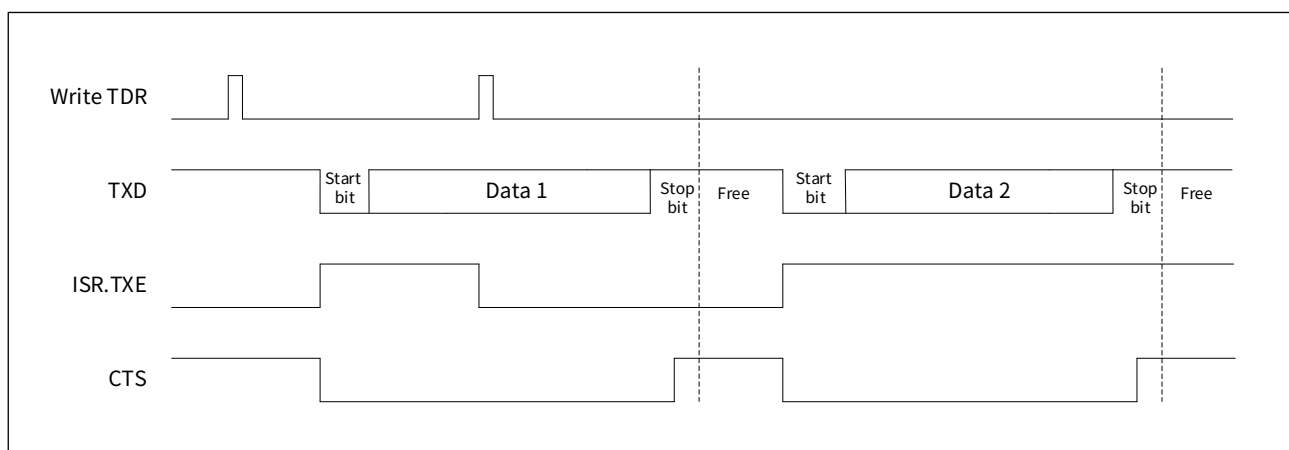 Write TDR
TXD
Start
bit
Data 1
Stop
bit
Free
Start
bit
Data 2
Stop
bit
Free
ISR.TXE
CTS